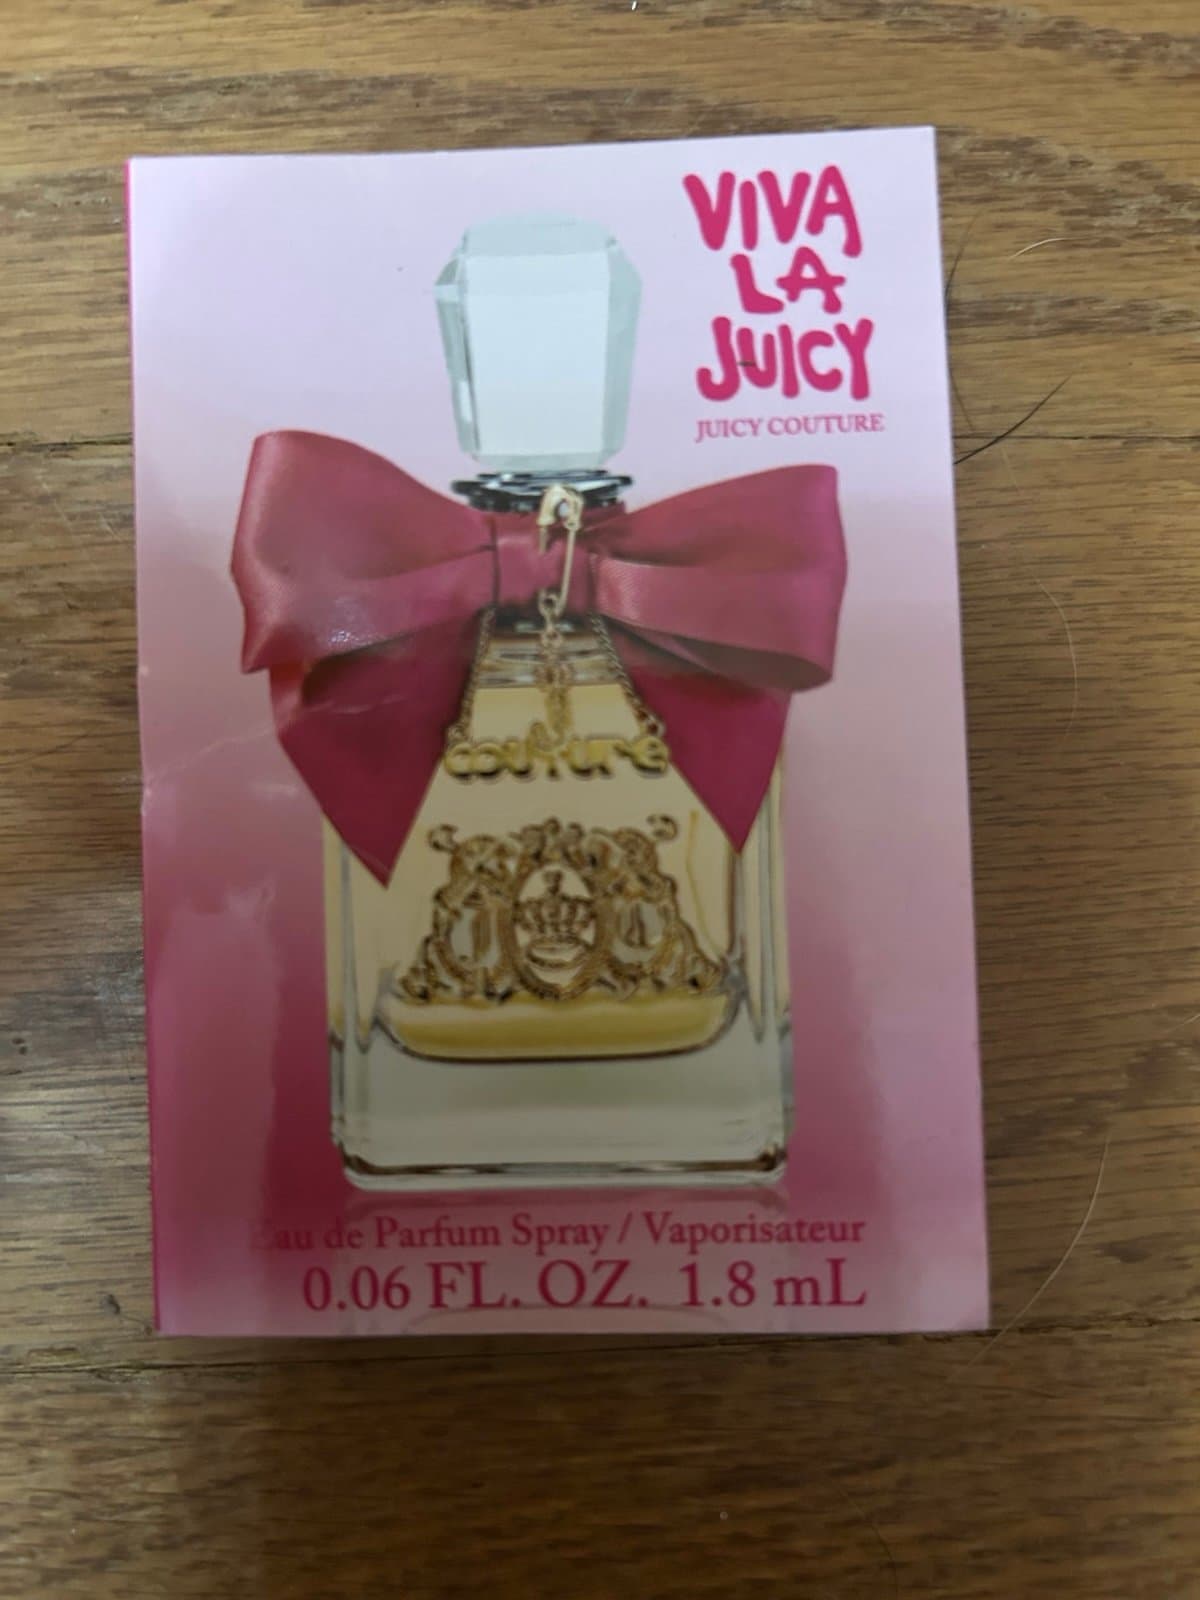 VIVA
LA
JUICY
JUICY COUTURE
couture
Eau de Parfum Spray / Vaporisateur
0.06 FL. OZ. 1.8 mL